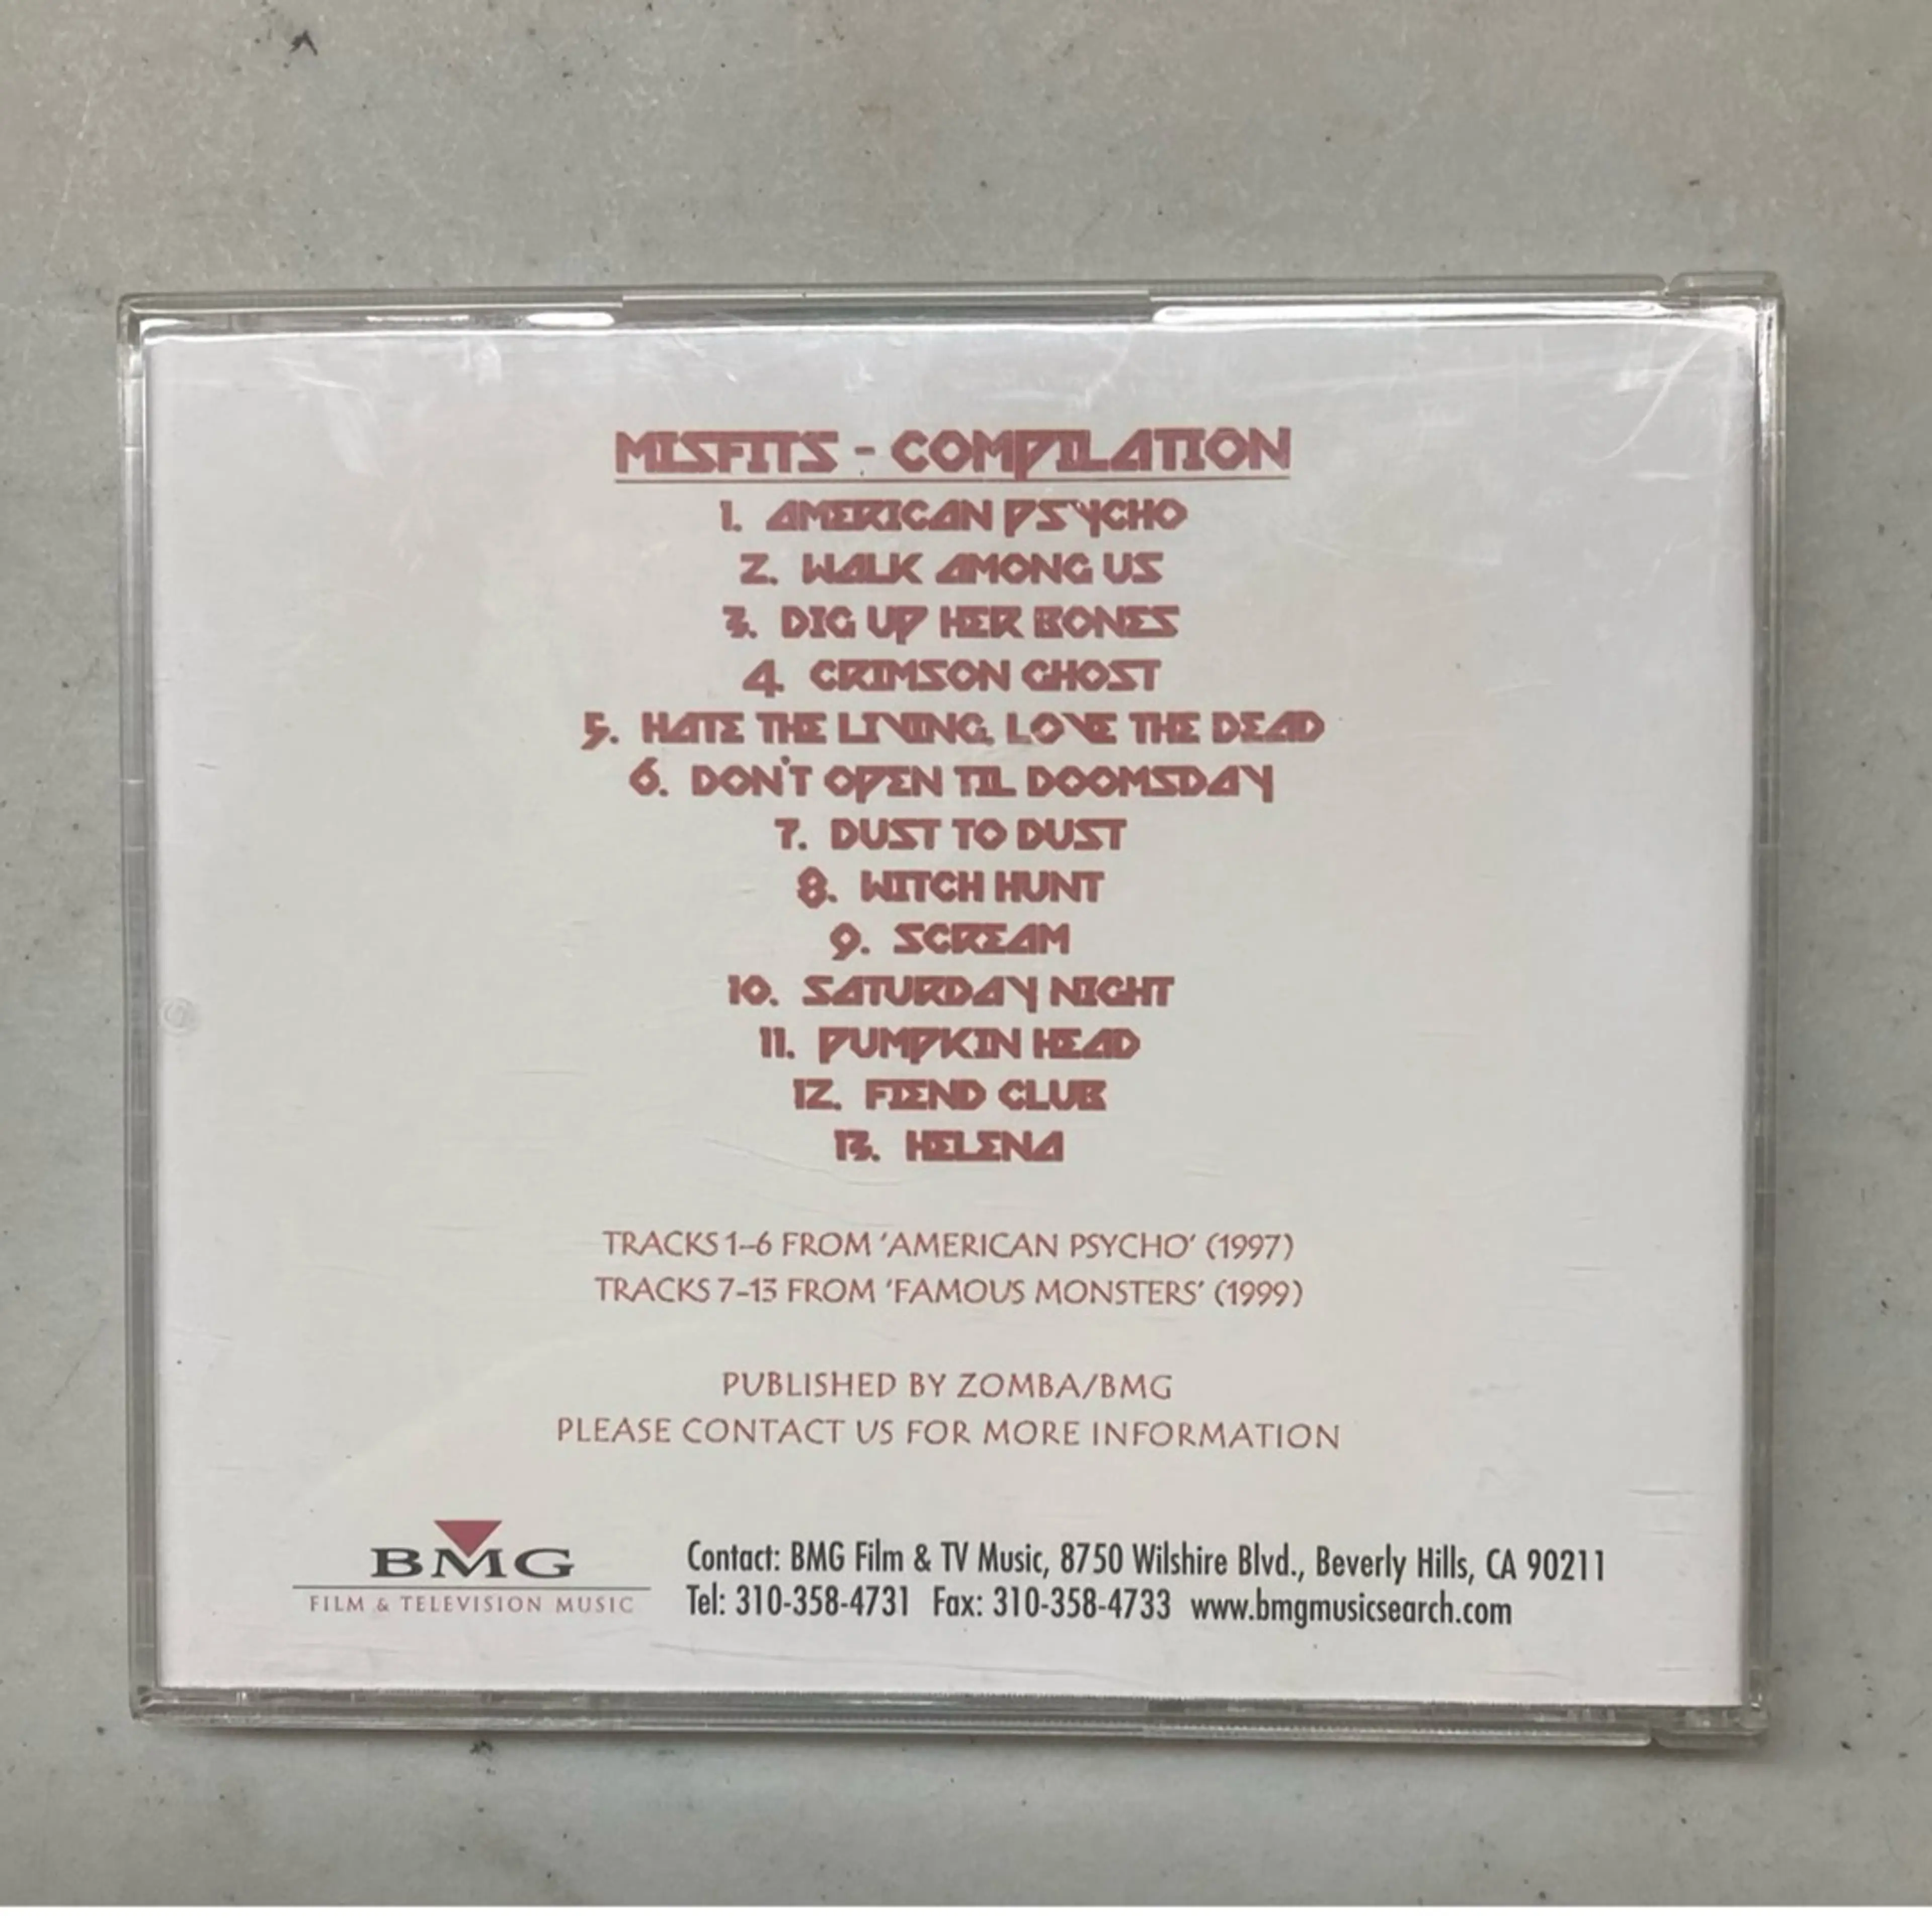 MISFITS - COMPILATION
1. AMERICAN PSYCHO
2. WALK AMONG US
3. DIG UP HER BONES
4. CRIMSON GHOST
5. HATE THE LIVING, LOVE THE DEAD
6. DON'T OPEN TIL DOOMSDAY
7. DUST TO DUST
8. WITCH HUNT
9. SCREAM
10. SATURDAY NIGHT
11. PUMPKIN HEAD
12. FIEND CLUB
13. HELENA
TRACKS 1-6 FROM 'AMERICAN PSYCHO' (1997)
TRACKS 7-13 FROM 'FAMOUS MONSTERS' (1999)
PUBLISHED BY ZOMBA/BMG
PLEASE CONTACT US FOR MORE INFORMATION
BMG
FILM & TELEVISION MUSIC
Contact: BMG Film & TV Music, 8750 Wilshire Blvd., Beverly Hills, CA 90211
Tel: 310-358-4731 Fax: 310-358-4733 www.bmgmusicsearch.com